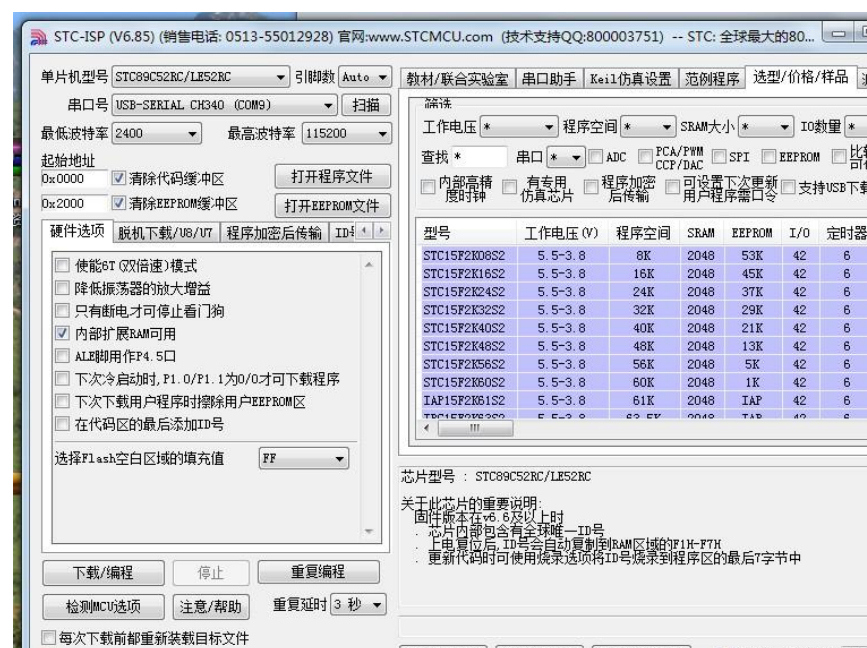 STC-ISP (V6.85) (销售电话: 0513-55012928) 官网:www.STCMCU.com (技术支持QQ:800003751) -- STC: 全球最大的80...
单片机型号 STC89C52RC/LE52RC 引脚数 Auto
串口号 USB-SERIAL CH340 (COM9) 扫描
最低波特率 2400 最高波特率 115200
起始地址
0x0000 清除代码缓冲区 打开程序文件
0x2000 清除EEPROM缓冲区 打开EEPROM文件
硬件选项 脱机下载/U8/U7 程序加密后传输
使能6T(双倍速)模式
降低振荡器的放大增益
只有断电才可停止看门狗
内部扩展RAM可用
ALE脚用作P4.5口
下次冷启动时,P1.0/P1.1为0/0才可下载程序
下次下载用户程序时擦除用户EEPROM区
在代码区的最后添加ID号
选择Flash空白区域的填充值 FF
下载/编程 停止 重复编程
检测MCU选项 注意/帮助 重复延时 3 秒
每次下载前都重新装载目标文件
教材/联合实验室 串口助手 Keil仿真设置 范例程序 选型/价格/样品
筛选
工作电压 * 程序空间 * SRAM大小 * IO数量 *
查找 * 串口 * ADC PCA/PWM CCP/DAC SPI EEPROM
内部高精度时钟 有专用仿真芯片 程序加密后传输 可设置下次更新用户程序需口令 支持USB下载
型号 工作电压(V) 程序空间 SRAM EEPROM I/O 定时器
STC15F2K08S2 5.5-3.8 8K 2048 53K 42 6
STC15F2K16S2 5.5-3.8 16K 2048 45K 42 6
STC15F2K24S2 5.5-3.8 24K 2048 37K 42 6
STC15F2K32S2 5.5-3.8 32K 2048 29K 42 6
STC15F2K40S2 5.5-3.8 40K 2048 21K 42 6
STC15F2K48S2 5.5-3.8 48K 2048 13K 42 6
STC15F2K56S2 5.5-3.8 56K 2048 5K 42 6
STC15F2K60S2 5.5-3.8 60K 2048 1K 42 6
IAP15F2K61S2 5.5-3.8 61K 2048 IAP 42 6
芯片型号 : STC89C52RC/LE52RC
关于此芯片的重要说明:
固件版本在v6.6及以上时
. 芯片内部包含有全球唯一ID号
. 上电复位后,ID号会自动复制到RAM区域的F1H-F7H
. 更新代码时可使用烧录选项将ID号烧录到程序区的最后7字节中